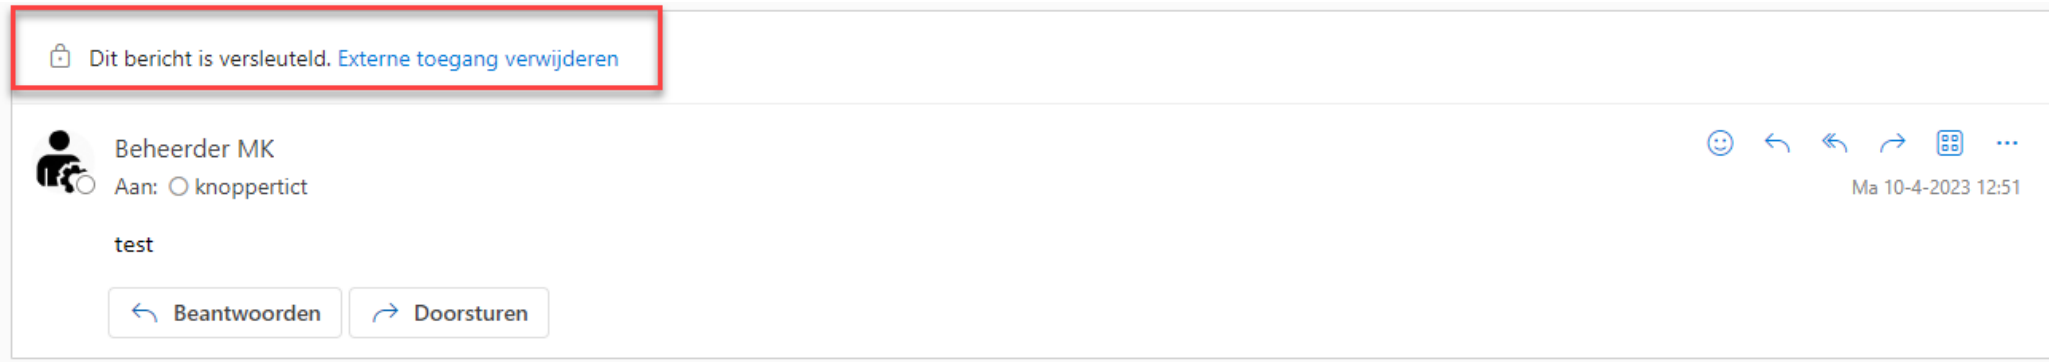 Dit bericht is versleuteld. Externe toegang verwijderen
Beheerder MK
Aan: knoppertict
Ma 10-4-2023 12:51
test
Beantwoorden
Doorsturen